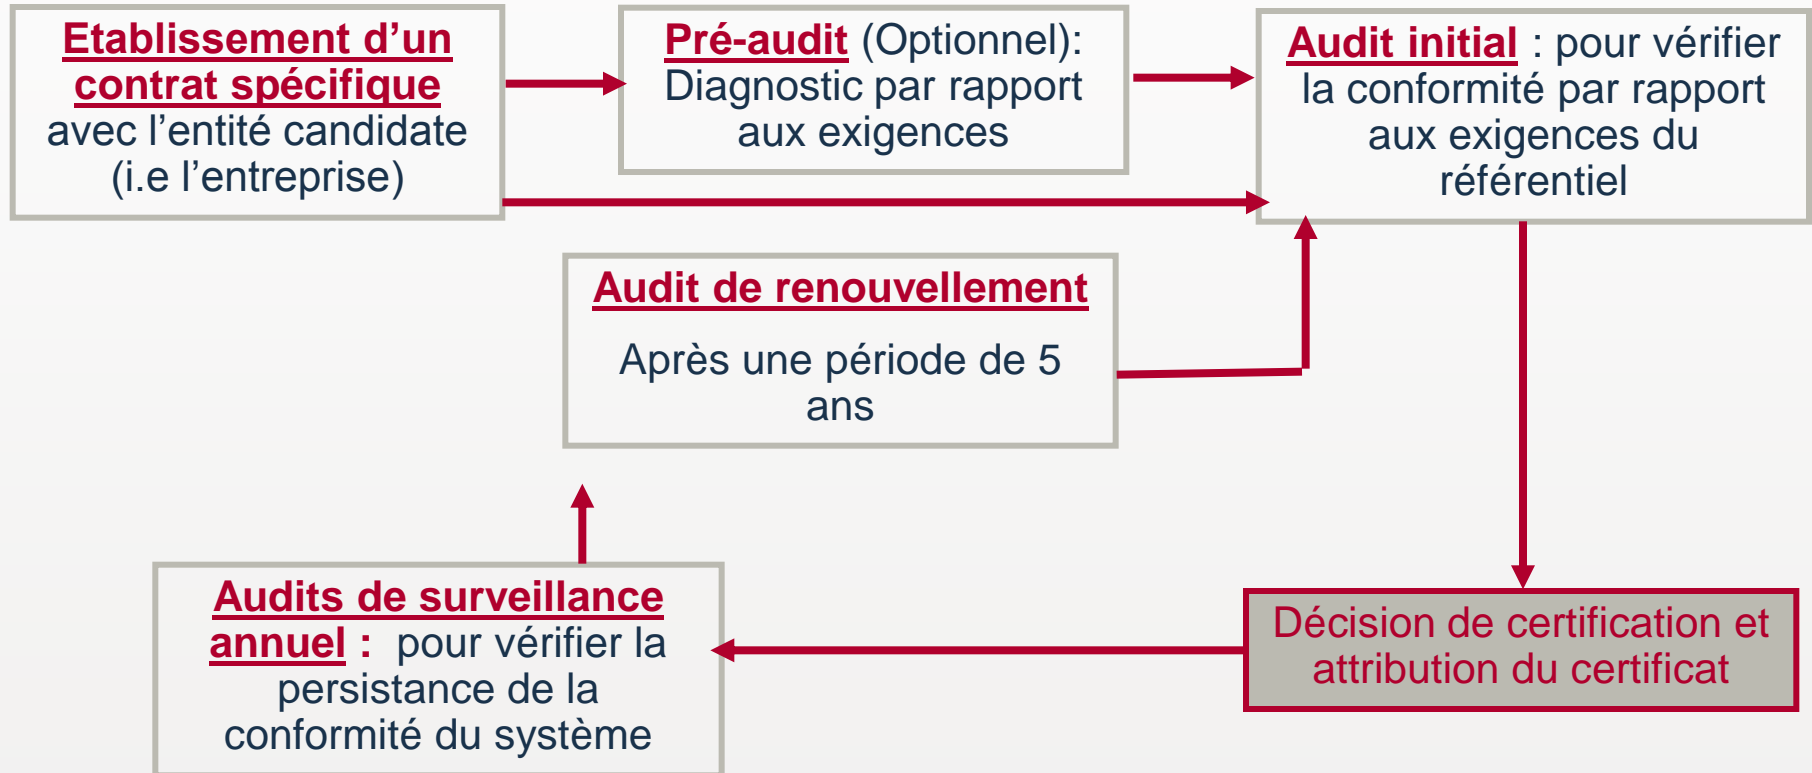 Etablissement d’un
contrat spécifique
avec l’entité candidate
(i.e l’entreprise)
Pré-audit (Optionnel):
Diagnostic par rapport
aux exigences
Audit initial : pour vérifier
la conformité par rapport
aux exigences du
référentiel
Audit de renouvellement
Après une période de 5
ans
Audits de surveillance
annuel : pour vérifier la
persistance de la
conformité du système
Décision de certification et
attribution du certificat